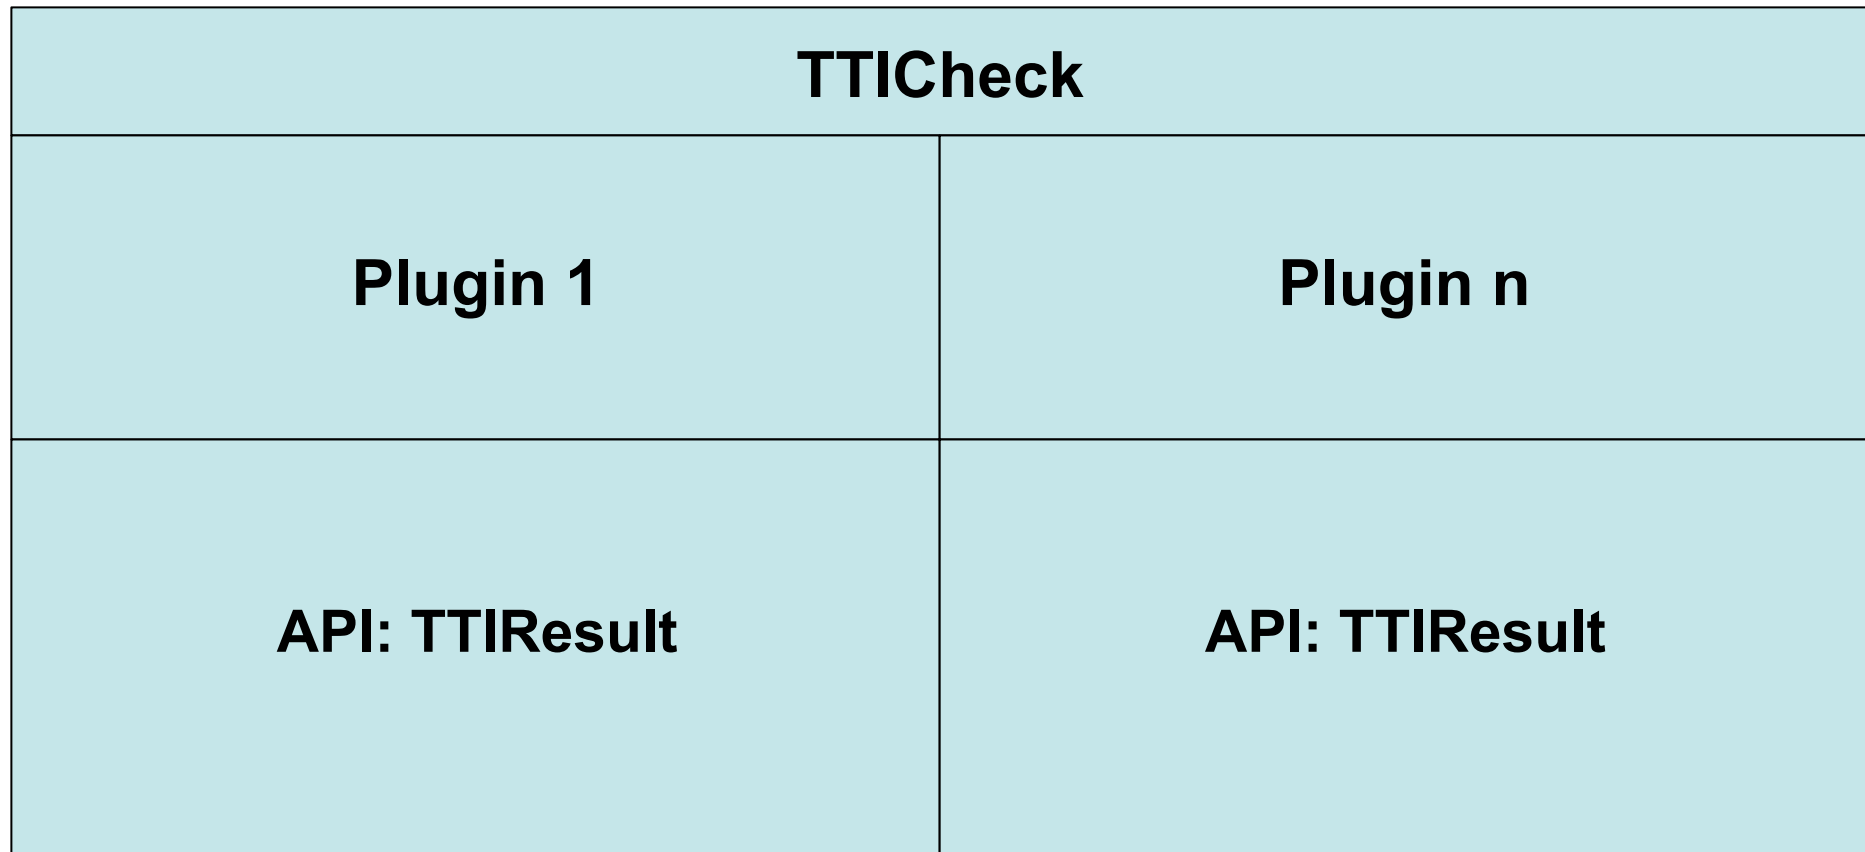 TTICheck
Plugin 1
Plugin n
API: TTIResult
API: TTIResult